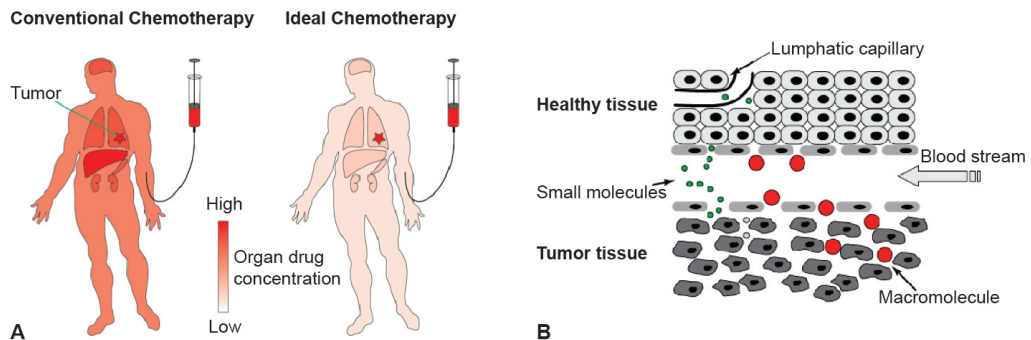 Conventional Chemotherapy
Ideal Chemotherapy
Tumor
High
Organ drug
concentration
Low
A
Lumphatic capillary
Healthy tissue
Blood stream
Small molecules
Tumor tissue
Macromolecule
B